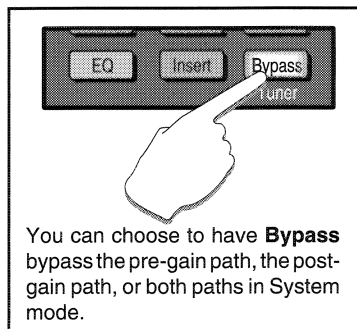 EQ Insert Bypass
Tuner
You can choose to have Bypass
bypass the pre-gain path, the post-
gain path, or both paths in System
mode.